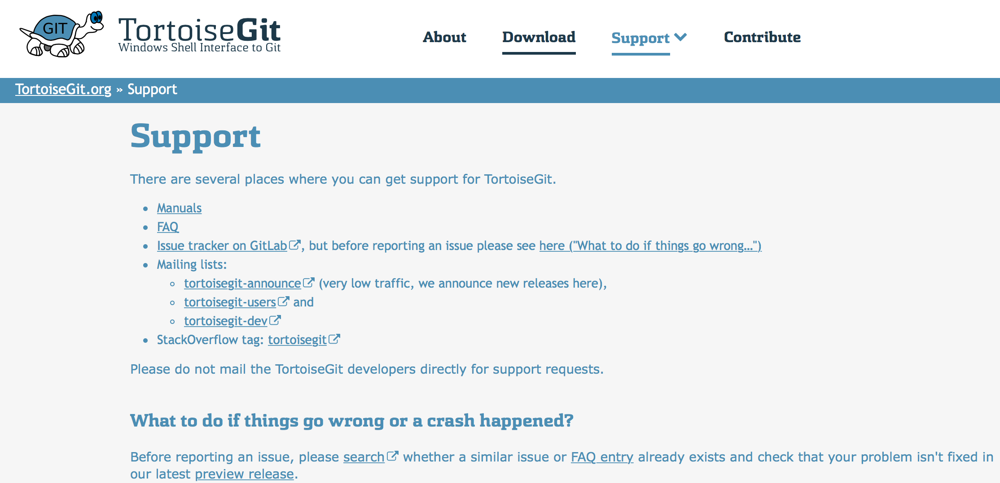 GIT
TortoiseGit
Windows Shell Interface to Git
About Download Support Contribute
TortoiseGit.org » Support
Support
There are several places where you can get support for TortoiseGit.
Manuals
FAQ
Issue tracker on GitLab, but before reporting an issue please see here ("What to do if things go wrong...")
Mailing lists:
tortoisegit-announce (very low traffic, we announce new releases here),
tortoisegit-users and
tortoisegit-dev
StackOverflow tag: tortoisegit
Please do not mail the TortoiseGit developers directly for support requests.
What to do if things go wrong or a crash happened?
Before reporting an issue, please search whether a similar issue or FAQ entry already exists and check that your problem isn't fixed in
our latest preview release.